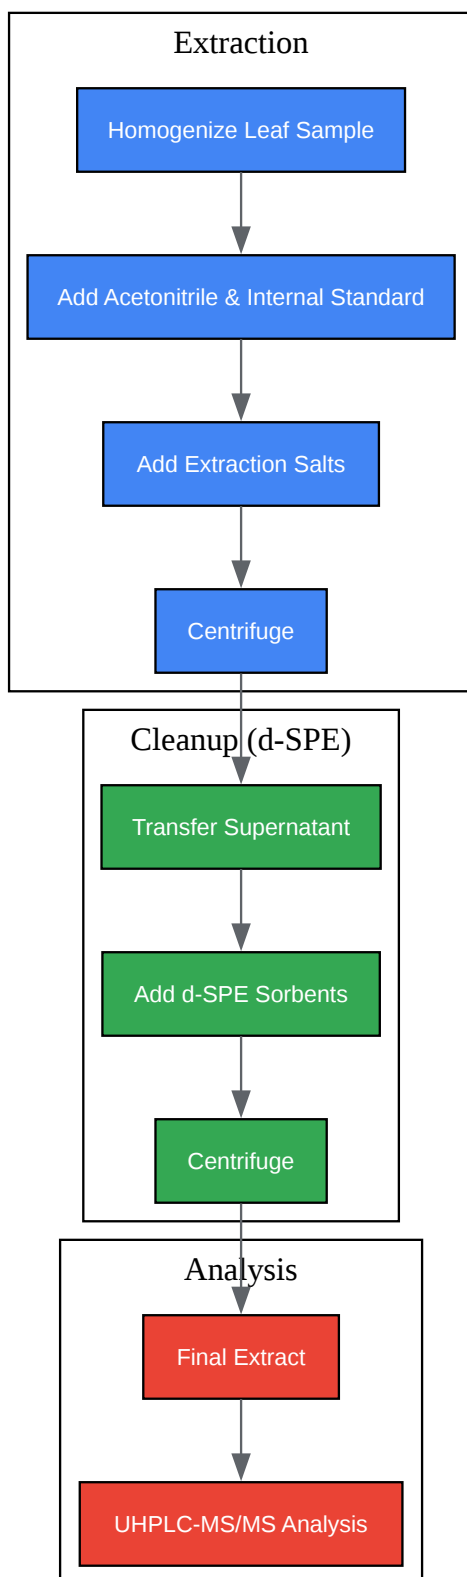 Extraction
Homogenize Leaf Sample
Add Acetonitrile & Internal Standard
Add Extraction Salts
Centrifuge
Cleanup (d-SPE)
Transfer Supernatant
Add d-SPE Sorbents
Centrifuge
Analysis
Final Extract
UHPLC-MS/MS Analysis